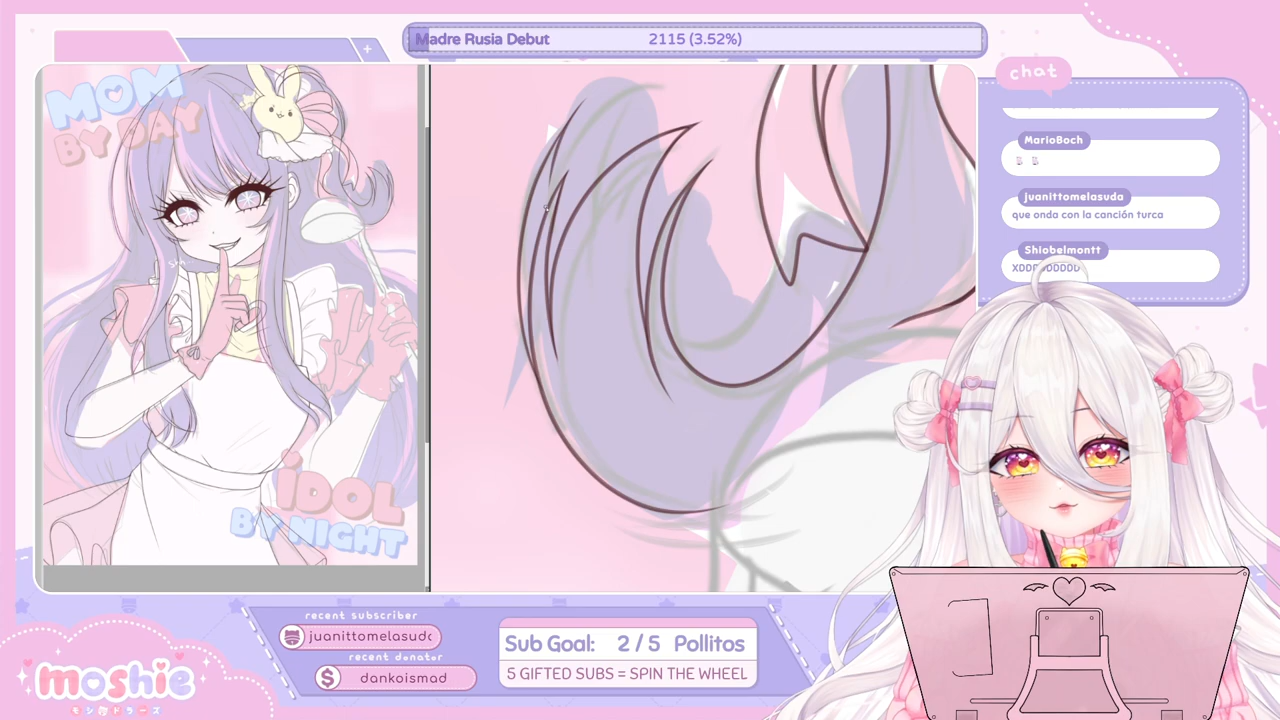 Madre Rusia Debut 2115 (3.52%)
+
MOM
BY DAY
IDOL
BY NIGHT
chat
MarioBoch
juanittomelasuda
que onda con la canción turca
Shiobelmontt
recent subscriber
juanittomelasudc
recent donator
$ dankoismad
Sub Goal: 2 / 5 Pollitos
5 GIFTED SUBS = SPIN THE WHEEL
moshie